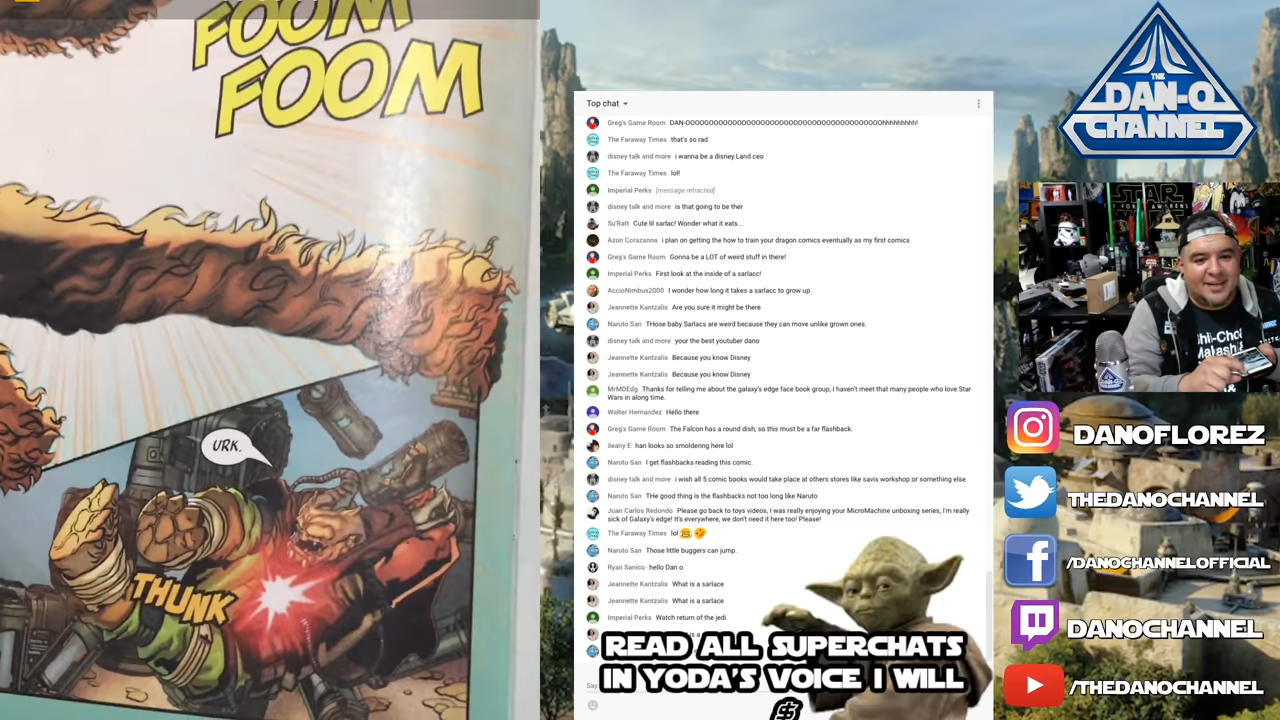 FOOM
FOOM
URK.
THUNK
Top chat
Greg's Game Room DAN-OOOOOOOOOOOOOOOOOOOOOOOOOOOOOOOOOOOOOOOOOOOhhhhhhhhh!
The Faraway Times that's so rad
disney talk and more i wanna be a disney Land ceo
The Faraway Times lol!
Imperial Perks [message retracted]
disney talk and more is that going to be ther
Su'Ratt Cute lil sarlac! Wonder what it eats...
Azon Corazanna i plan on getting the how to train your dragon comics eventually as my first comics
Greg's Game Room Gonna be a LOT of weird stuff in there!
Imperial Perks First look at the inside of a sarlacc!
AccioNimbus2000 I wonder how long it takes a sarlacc to grow up.
Jeannette Kantzalis Are you sure it might be there
Naruto San THose baby Sarlacs are weird because they can move unlike grown ones.
disney talk and more your the best youtuber dano
Jeannette Kantzalis Because you know Disney
Jeannette Kantzalis Because you know Disney
MrMDEdg Thanks for telling me about the galaxy's edge face book group, I haven't meet that many people who love Star
Wars in along time.
Walter Hernandez Hello there
Greg's Game Room The Falcon has a round dish, so this must be a far flashback.
ileany E han looks so smoldering here lol
Naruto San I get flashbacks reading this comic.
disney talk and more i wish all 5 comic books would take place at others stores like savis workshop or something else
Naruto San THe good thing is the flashbacks not too long like Naruto
Juan Carlos Redondo Please go back to toys videos, I was really enjoying your MicroMachine unboxing series, I'm really
sick of Galaxy's edge! It's everywhere, we don't need it here too! Please!
The Faraway Times lol
Naruto San Those little buggers can jump.
Ryan Sanico hello Dan o
Jeannette Kantzalis What is a sarlace
Jeannette Kantzalis What is a sarlace
Imperial Perks Watch return of the jedi
is a
Say
READ ALL SUPERCHATS
IN YODA'S VOICE I WILL
$
THE
DAN-O
CHANNEL
STAR
WARS
DANOFLOREZ
THEDANOCHANNEL
/DANOCHANNELOFFICIAL
DANOCHANNEL
/THEDANOCHANNEL